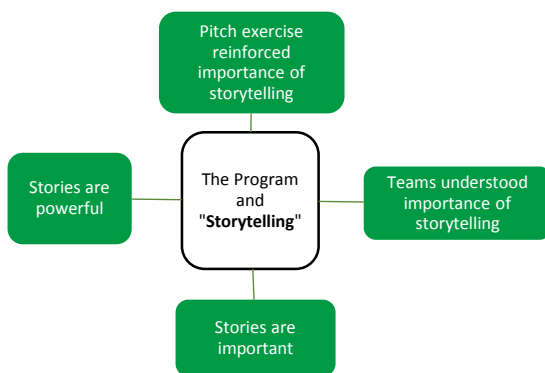 Pitch exercise
reinforced
importance of
storytelling
Stories are
powerful
The Program
and
"Storytelling"
Teams understood
importance of
storytelling
Stories are
important